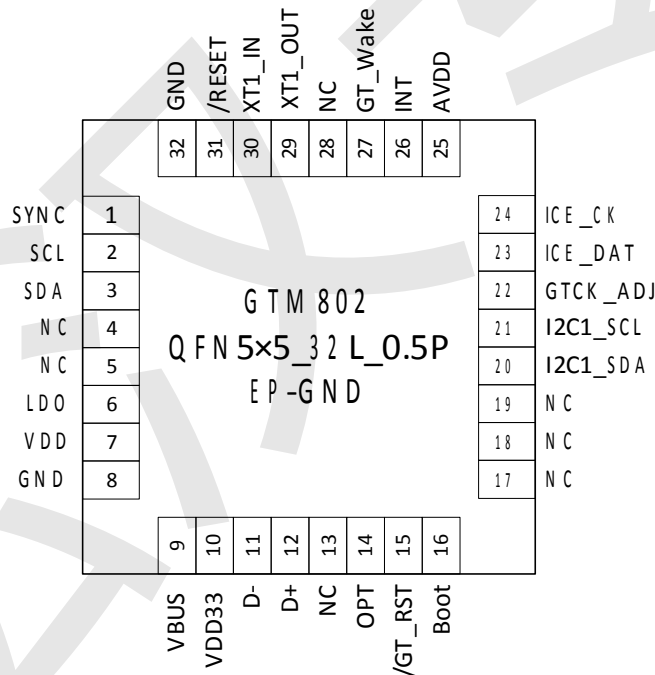 GND
/RESET
XT1_IN
XT1_OUT
NC
GT_Wake
INT
AVDD
32
31
30
29
28
27
26
25
SYNC 1
SCL 2
SDA 3
NC 4
NC 5
LDO 6
VDD 7
GND 8
GTM802
QFN5×5_32L_0.5P
EP-GND
24 ICE_CK
23 ICE_DAT
22 GTCK_ADJ
21 I2C1_SCL
20 I2C1_SDA
19 NC
18 NC
17 NC
9
10
11
12
13
14
15
16
VBUS
VDD33
D-
D+
NC
OPT
/GT_RST
Boot